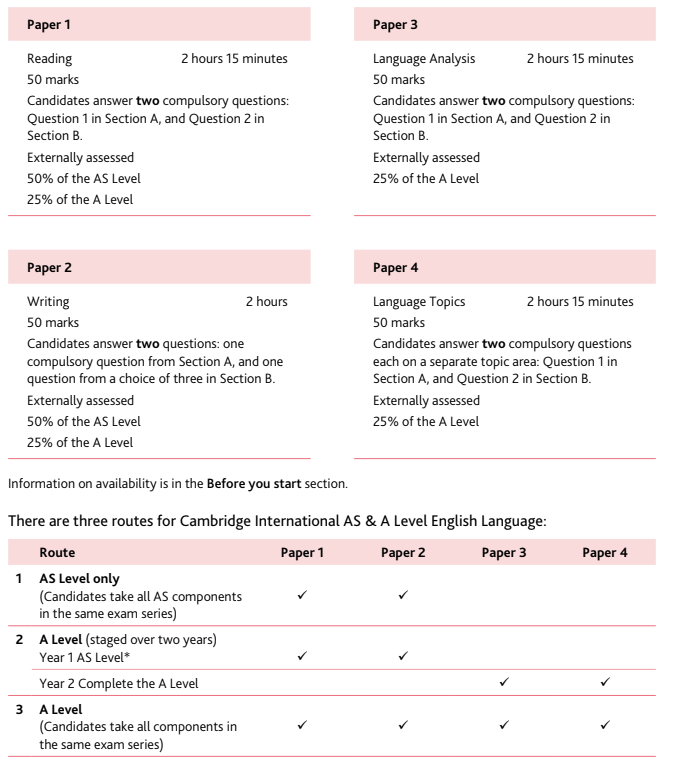 Paper 1
Reading 2 hours 15 minutes
50 marks
Candidates answer two compulsory questions:
Question 1 in Section A, and Question 2 in
Section B.
Externally assessed
50% of the AS Level
25% of the A Level
Paper 3
Language Analysis 2 hours 15 minutes
50 marks
Candidates answer two compulsory questions:
Question 1 in Section A, and Question 2 in
Section B.
Externally assessed
25% of the A Level
Paper 2
Writing 2 hours
50 marks
Candidates answer two questions: one
compulsory question from Section A, and one
question from a choice of three in Section B.
Externally assessed
50% of the AS Level
25% of the A Level
Paper 4
Language Topics 2 hours 15 minutes
50 marks
Candidates answer two compulsory questions
each on a separate topic area: Question 1 in
Section A, and Question 2 in Section B.
Externally assessed
25% of the A Level
Information on availability is in the Before you start section.
There are three routes for Cambridge International AS & A Level English Language:
Route Paper 1 Paper 2 Paper 3 Paper 4
1 AS Level only
(Candidates take all AS components ✓ ✓
in the same exam series)
2 A Level (staged over two years)
Year 1 AS Level* ✓ ✓
Year 2 Complete the A Level ✓ ✓
3 A Level
(Candidates take all components in ✓ ✓ ✓ ✓
the same exam series)